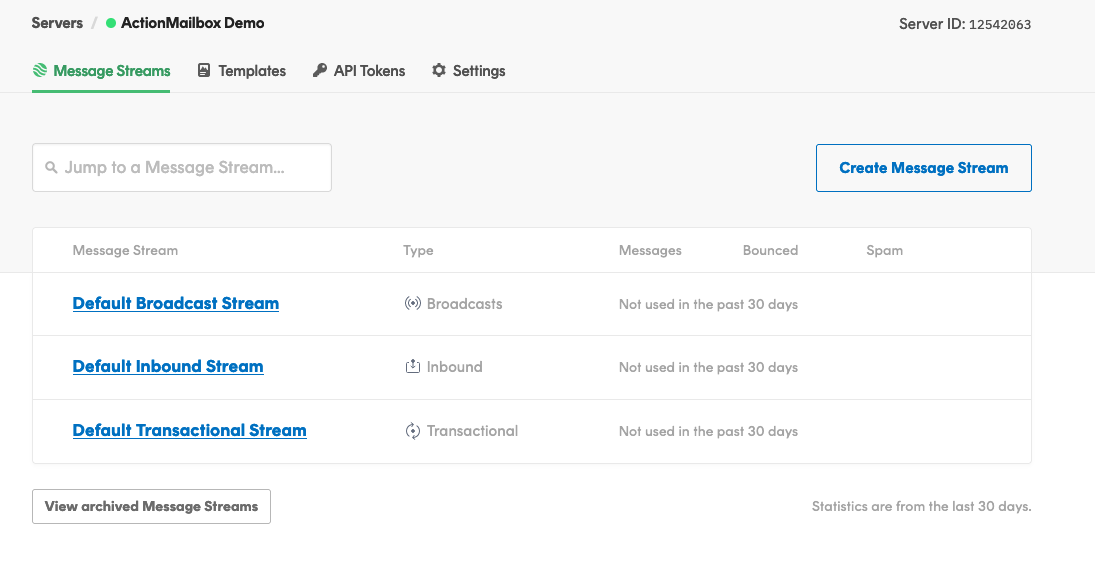 Servers / ActionMailbox Demo Server ID: 12542063
Message Streams Templates API Tokens Settings
Jump to a Message Stream... Create Message Stream
Message Stream Type Messages Bounced Spam
Default Broadcast Stream Broadcasts Not used in the past 30 days
Default Inbound Stream Inbound Not used in the past 30 days
Default Transactional Stream Transactional Not used in the past 30 days
View archived Message Streams Statistics are from the last 30 days.